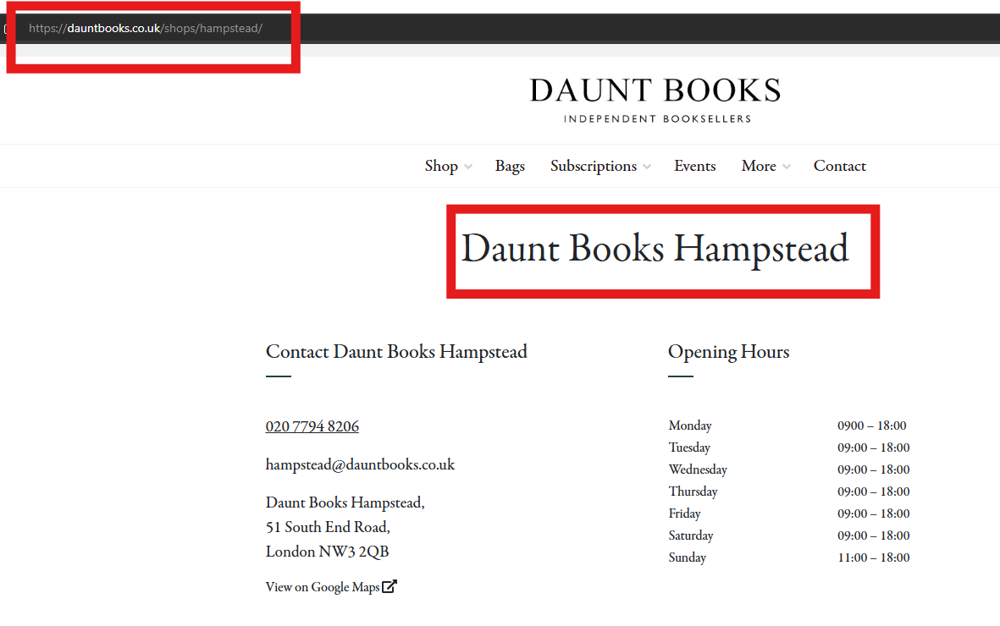 https://dauntbooks.co.uk/shops/hampstead/
DAUNT BOOKS
INDEPENDENT BOOKSELLERS
Shop Bags Subscriptions Events More Contact
Daunt Books Hampstead
Contact Daunt Books Hampstead
020 7794 8206
hampstead@dauntbooks.co.uk
Daunt Books Hampstead,
51 South End Road,
London NW3 2QB
View on Google Maps
Opening Hours
Monday 0900 – 18:00
Tuesday 09:00 – 18:00
Wednesday 09:00 – 18:00
Thursday 09:00 – 18:00
Friday 09:00 – 18:00
Saturday 09:00 – 18:00
Sunday 11:00 – 18:00